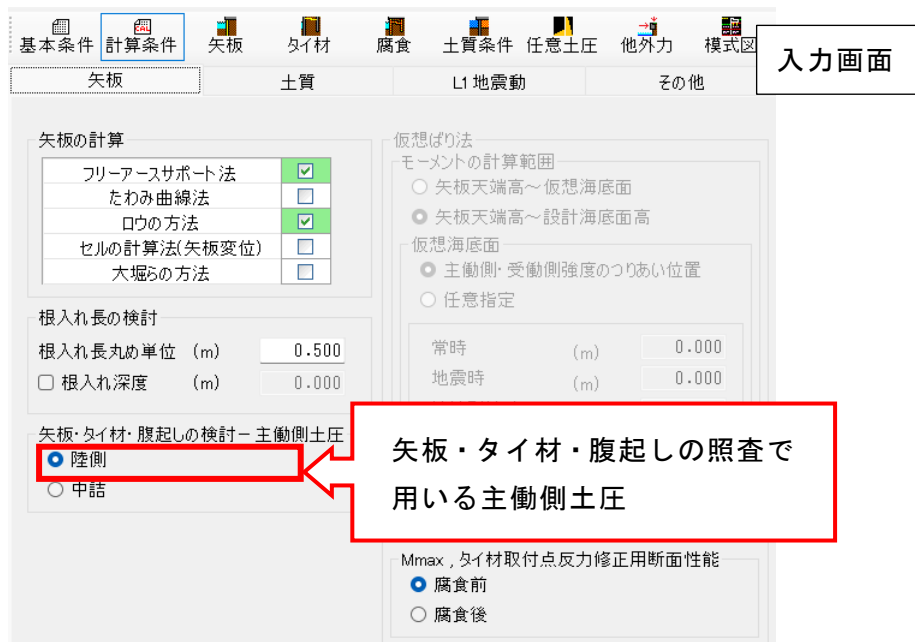 基本条件 計算条件 矢板 タイ材 腐食 土質条件 任意土圧 他外力 模式図
入力画面
矢板 土質 L1地震動 その他
矢板の計算
フリーアースサポート法
たわみ曲線法
ロウの方法
セルの計算法(矢板変位)
大堀らの方法
根入れ長の検討
根入れ長丸め単位 (m) 0.500
根入れ深度 (m) 0.000
矢板・タイ材・腹起しの検討－主働側土圧
陸側
中詰
仮想ばり法
モーメントの計算範囲
矢板天端高～仮想海底面
矢板天端高～設計海底面高
仮想海底面
主働側・受働側強度のつりあい位置
任意指定
常時 (m) 0.000
地震時 (m) 0.000
矢板・タイ材・腹起しの照査で
用いる主働側土圧
Mmax , タイ材取付点反力修正用断面性能
腐食前
腐食後